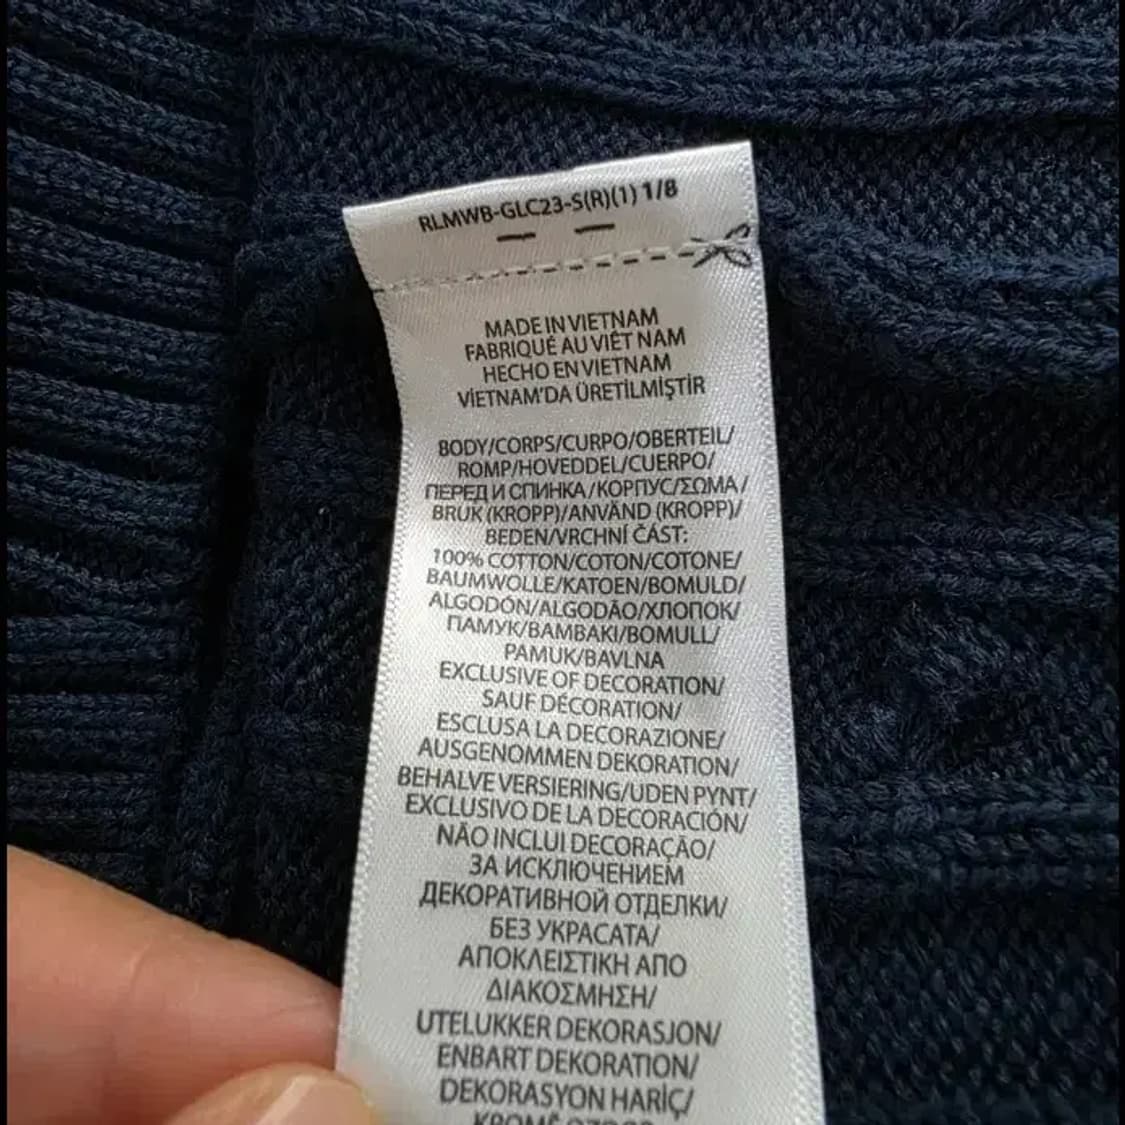 RLMWB-GLC23-S(R)(1) 1/8
MADE IN VIETNAM
FABRIQUÉ AU VIÊT NAM
HECHO EN VIETNAM
VİETNAM'DA ÜRETİLMİŞTİR
BODY/CORPS/CURPO/OBERTEIL/
ROMP/HOVEDDEL/CUERPO/
ПЕРЕД И СПИНКА/КОРПУС/ΣΩΜΑ/
BRUK (KROPP)/ANVÄND (KROPP)/
BEDEN/VRCHNÍ ČÁST:
100% COTTON/COTON/COTONE/
BAUMWOLLE/KATOEN/BOMULD/
ALGODÓN/ALGODÃO/ХЛОПОК/
ПАМУК/ΒΑΜΒΑΚΙ/BOMULL/
PAMUK/BAVLNA
EXCLUSIVE OF DECORATION/
SAUF DÉCORATION/
ESCLUSA LA DECORAZIONE/
AUSGENOMMEN DEKORATION/
BEHALVE VERSIERING/UDEN PYNT/
EXCLUSIVO DE LA DECORACIÓN/
NÃO INCLUI DECORAÇÃO/
ЗА ИСКЛЮЧЕНИЕМ
ДЕКОРАТИВНОЙ ОТДЕЛКИ/
БЕЗ УКРАСАТА/
ΑΠΟΚΛΕΙΣΤΙΚΗ ΑΠΟ
ΔΙΑΚΟΣΜΗΣΗ/
UTELUKKER DEKORASJON/
ENBART DEKORATION/
DEKORASYON HARİÇ/